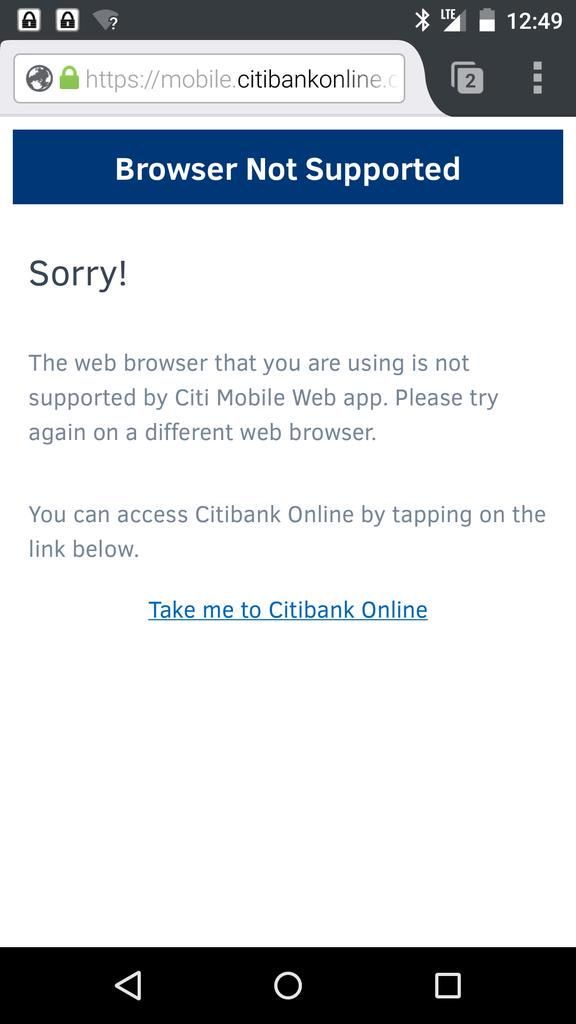 LTE 12:49
https://mobile.citibankonline.c
2
Browser Not Supported
Sorry!
The web browser that you are using is not
supported by Citi Mobile Web app. Please try
again on a different web browser.
You can access Citibank Online by tapping on the
link below.
Take me to Citibank Online